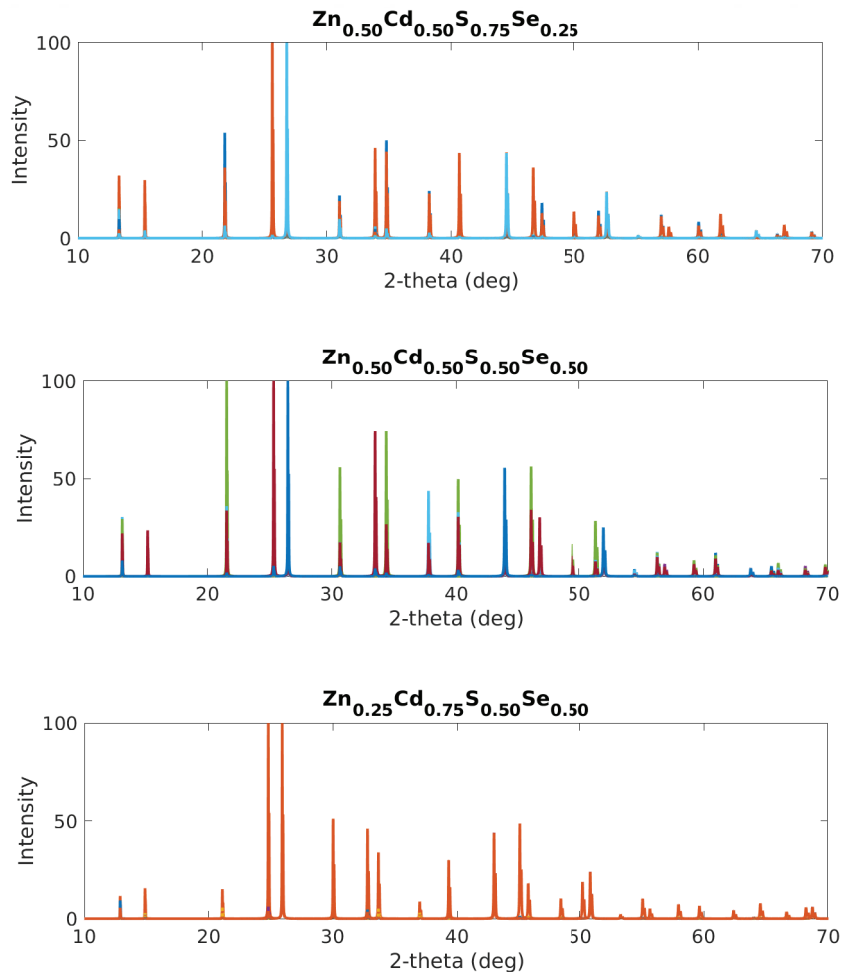 Zn0.50Cd0.50S0.75Se0.25
100
50
0
Intensity
10 20 30 40 50 60 70
2-theta (deg)
Zn0.50Cd0.50S0.50Se0.50
100
50
0
Intensity
10 20 30 40 50 60 70
2-theta (deg)
Zn0.25Cd0.75S0.50Se0.50
100
50
0
Intensity
10 20 30 40 50 60 70
2-theta (deg)